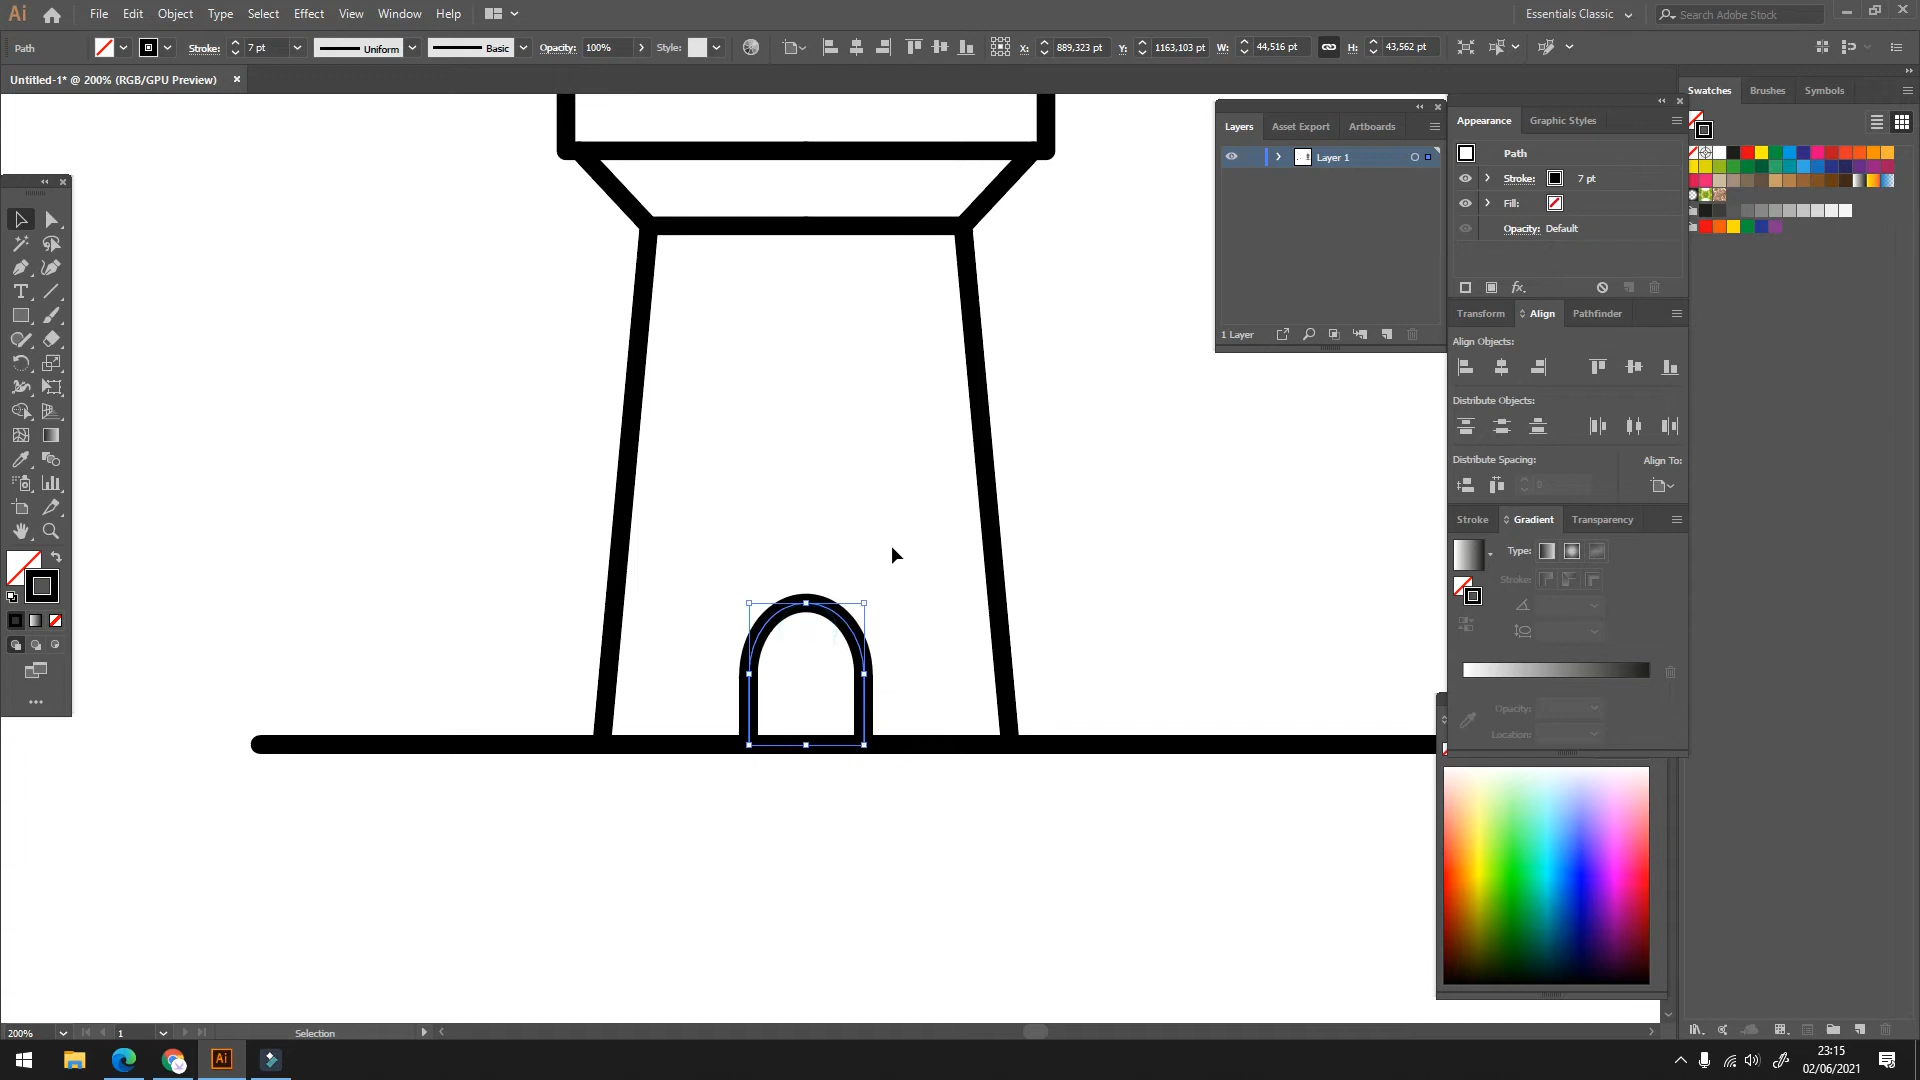 Ai File Edit Object Type Select Effect View Window Help Essentials Classic Search Adobe Stock
Path Stroke: 7 pt Uniform Basic Opacity: 100% Style: X: 889,323 pt Y: 1163,103 pt W: 44,516 pt H: 43,562 pt
Untitled-1* @ 200% (RGB/GPU Preview)
Layers Asset Export Artboards
Layer 1
1 Layer
Appearance Graphic Styles
Path
Stroke: 7 pt
Fill:
Opacity: Default
fx.
Transform Align Pathfinder
Align Objects:
Distribute Objects:
Distribute Spacing: Align To:
0
Stroke Gradient Transparency
Type:
Stroke:
Opacity:
Location:
Swatches Brushes Symbols
200% 1 Selection
Ai
23:15
02/06/2021